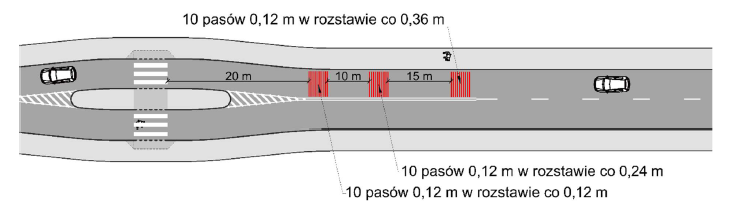 10 pasów 0,12 m w rozstawie co 0,36 m
20 m
10 m
15 m
10 pasów 0,12 m w rozstawie co 0,24 m
10 pasów 0,12 m w rozstawie co 0,12 m